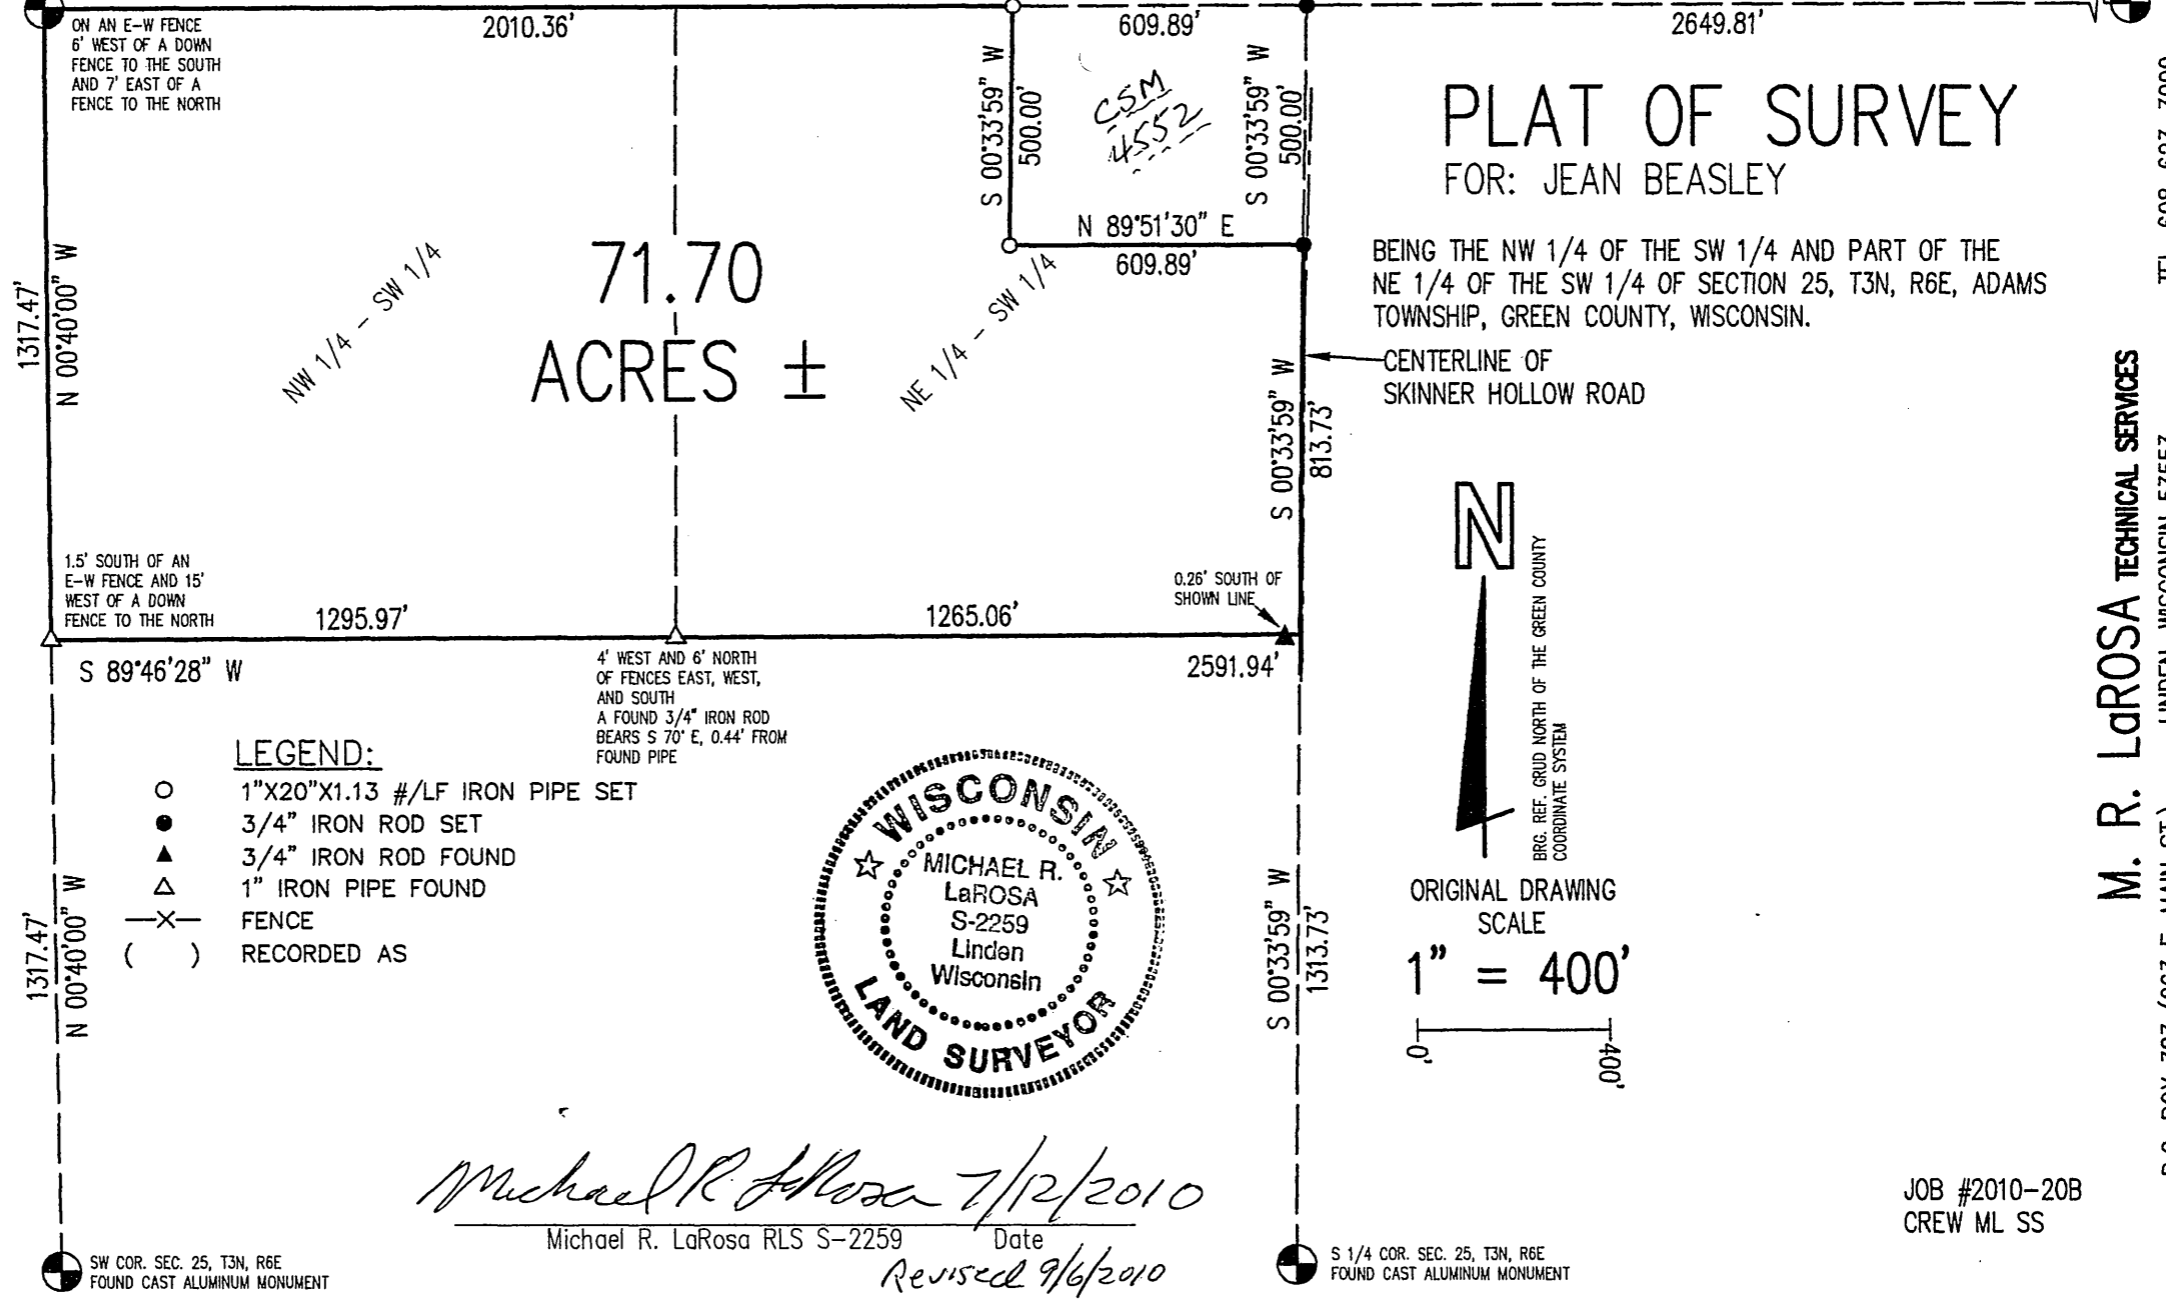 2010.36'
609.89'
2649.81'
ON AN E-W FENCE
6' WEST OF A DOWN
FENCE TO THE SOUTH
AND 7' EAST OF A
FENCE TO THE NORTH
S 00°33'59" W
500.00'
CSM
4552
S 00°33'59" W
500.00'
N 89°51'30" E
609.89'
PLAT OF SURVEY
FOR: JEAN BEASLEY
BEING THE NW 1/4 OF THE SW 1/4 AND PART OF THE
NE 1/4 OF THE SW 1/4 OF SECTION 25, T3N, R6E, ADAMS
TOWNSHIP, GREEN COUNTY, WISCONSIN.
CENTERLINE OF
SKINNER HOLLOW ROAD
1317.47'
N 00°40'00" W
NW 1/4 - SW 1/4
71.70
ACRES ±
NE 1/4 - SW 1/4
S 00°33'59" W
813.73'
1.5' SOUTH OF AN
E-W FENCE AND 15'
WEST OF A DOWN
FENCE TO THE NORTH
1295.97'
1265.06'
0.26' SOUTH OF
SHOWN LINE
S 89°46'28" W
2591.94'
4' WEST AND 6' NORTH
OF FENCES EAST, WEST,
AND SOUTH
A FOUND 3/4" IRON ROD
BEARS S 70° E, 0.44' FROM
FOUND PIPE
N
BRG. REF. GRUD NORTH OF THE GREEN COUNTY
COORDINATE SYSTEM
LEGEND:
1"X20"X1.13 #/LF IRON PIPE SET
3/4" IRON ROD SET
3/4" IRON ROD FOUND
1" IRON PIPE FOUND
—X— FENCE
( ) RECORDED AS
1317.47'
N 00°40'00" W
WISCONSIN
MICHAEL R.
LaROSA
S-2259
Linden
Wisconsin
LAND SURVEYOR
S 00°33'59" W
1313.73'
ORIGINAL DRAWING
SCALE
1" = 400'
0'
400'
M. R. LaROSA TECHNICAL SERVICES
Michael R. LaRosa 7/12/2010
Michael R. LaRosa RLS S-2259 Date
Revised 9/6/2010
JOB #2010-20B
CREW ML SS
SW COR. SEC. 25, T3N, R6E
FOUND CAST ALUMINUM MONUMENT
S 1/4 COR. SEC. 25, T3N, R6E
FOUND CAST ALUMINUM MONUMENT